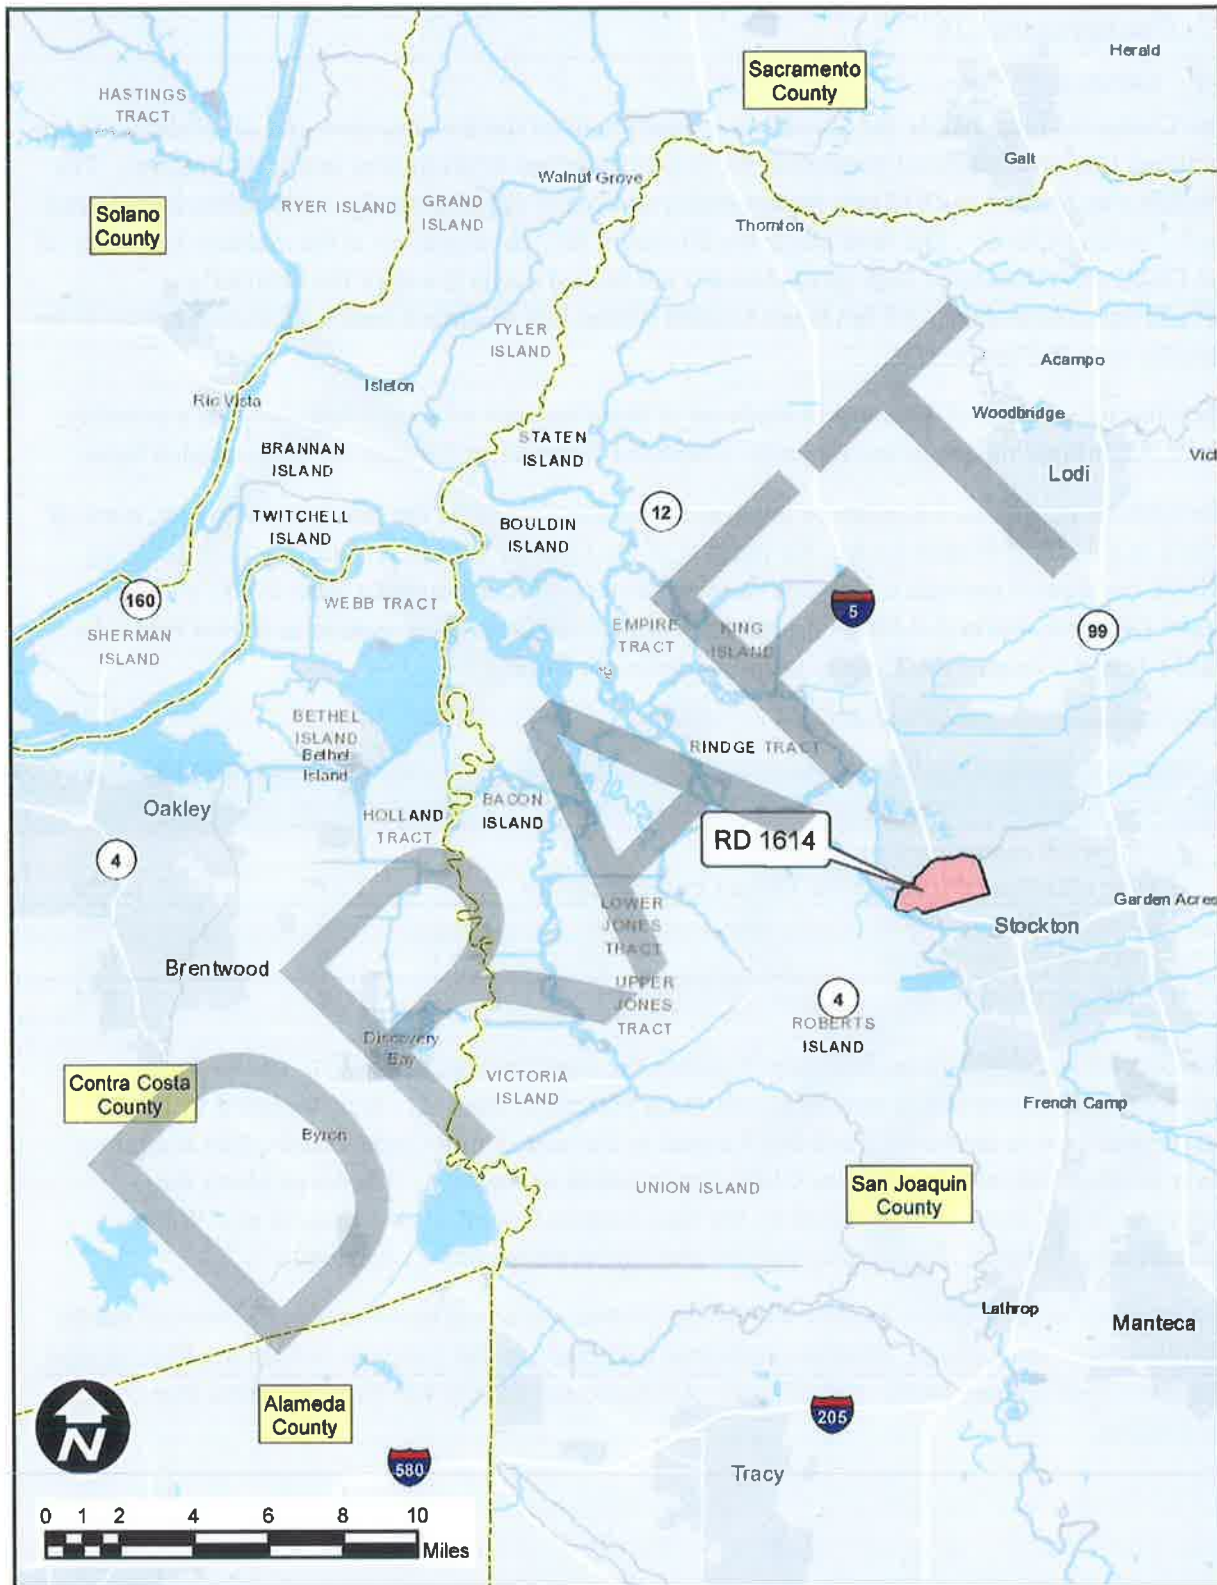 Herald
Sacramento
County
HASTINGS
TRACT
Galt
Walnut Grove
RYER ISLAND
GRAND
ISLAND
Solano
County
Thornton
TYLER
ISLAND
Acampo
Isleton
Rio Vista
Woodbridge
STATEN
ISLAND
BRANNAN
ISLAND
Lodi
Vict
TWITCHELL
ISLAND
BOULDIN
ISLAND
12
160
WEBB TRACT
5
SHERMAN
ISLAND
EMPIRE
TRACT
KING
ISLAND
99
BETHEL
ISLAND
Bethel
Island
RINDGE TRACT
Oakley
HOLLAND
TRACT
BACON
ISLAND
RD 1614
4
Garden Acres
LOWER
JONES
TRACT
Stockton
Brentwood
UPPER
JONES
TRACT
4
ROBERTS
ISLAND
Discovery
Bay
VICTORIA
ISLAND
Contra Costa
County
French Camp
Byron
UNION ISLAND
San Joaquin
County
Lathrop
Manteca
Alameda
County
205
N
580
Tracy
0 1 2 4 6 8 10
Miles
DRAFT